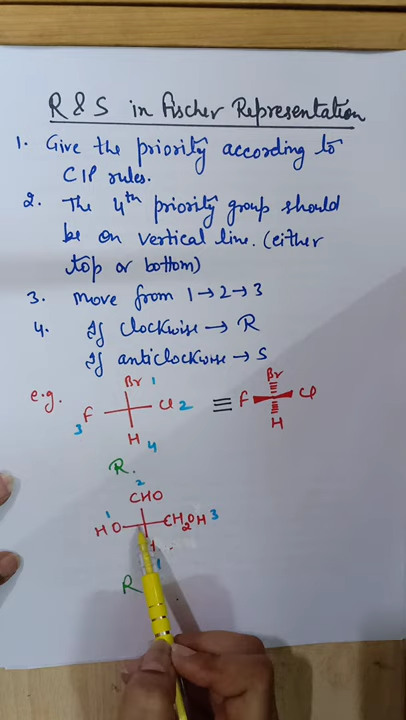 R & S in Fischer Representation
1. Give the priority according to
CIP rules.
2. The 4th priority group should
be on vertical line. (either
top or bottom)
3. Move from 1→2→3
4. If clockwise → R
If anticlockwise → S
e.g.
Br 1
F 3
Cl 2
H 4
≡
Br
F Cl
H
R.
2
CHO
1
HO CH2OH 3
R